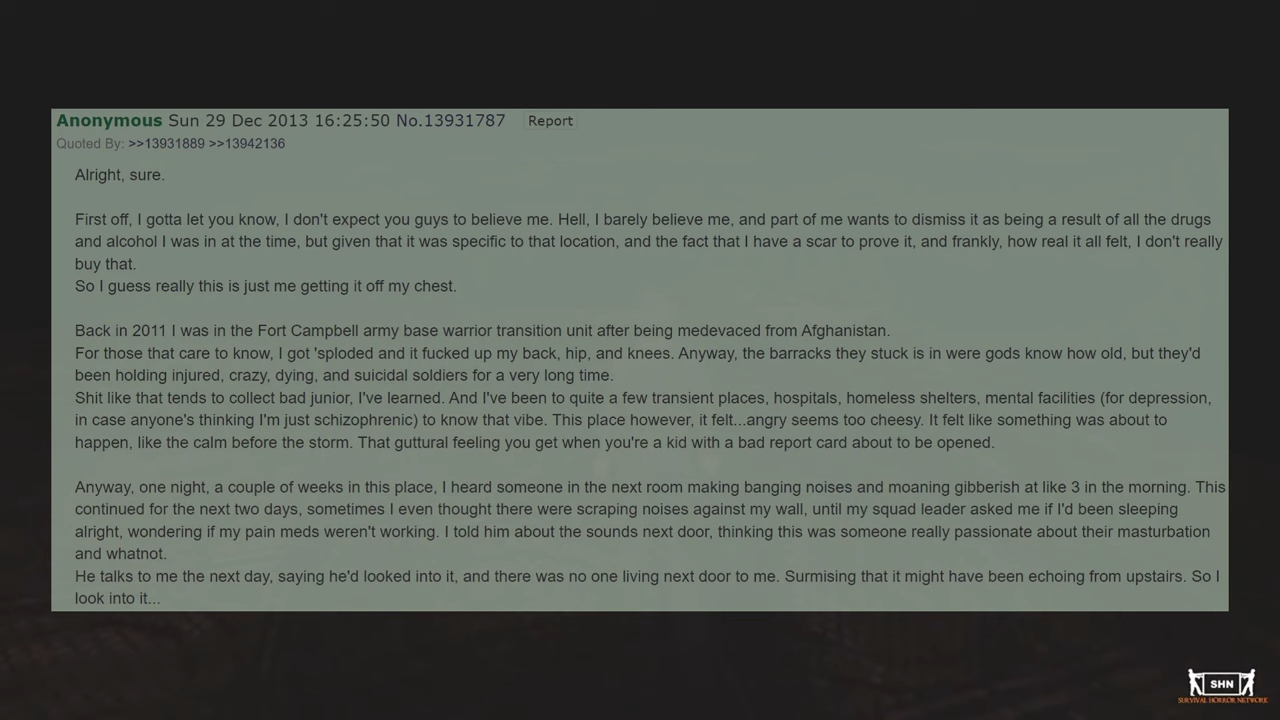 Anonymous Sun 29 Dec 2013 16:25:50 No.13931787 Report
Quoted By: >>13931889 >>13942136
Alright, sure.
First off, I gotta let you know, I don't expect you guys to believe me. Hell, I barely believe me, and part of me wants to dismiss it as being a result of all the drugs
and alcohol I was in at the time, but given that it was specific to that location, and the fact that I have a scar to prove it, and frankly, how real it all felt, I don't really
buy that.
So I guess really this is just me getting it off my chest.
Back in 2011 I was in the Fort Campbell army base warrior transition unit after being medevaced from Afghanistan.
For those that care to know, I got 'sploded and it fucked up my back, hip, and knees. Anyway, the barracks they stuck is in were gods know how old, but they'd
been holding injured, crazy, dying, and suicidal soldiers for a very long time.
Shit like that tends to collect bad junior, I've learned. And I've been to quite a few transient places, hospitals, homeless shelters, mental facilities (for depression,
in case anyone's thinking I'm just schizophrenic) to know that vibe. This place however, it felt...angry seems too cheesy. It felt like something was about to
happen, like the calm before the storm. That guttural feeling you get when you're a kid with a bad report card about to be opened.
Anyway, one night, a couple of weeks in this place, I heard someone in the next room making banging noises and moaning gibberish at like 3 in the morning. This
continued for the next two days, sometimes I even thought there were scraping noises against my wall, until my squad leader asked me if I'd been sleeping
alright, wondering if my pain meds weren't working. I told him about the sounds next door, thinking this was someone really passionate about their masturbation
and whatnot.
He talks to me the next day, saying he'd looked into it, and there was no one living next door to me. Surmising that it might have been echoing from upstairs. So I
look into it...
SHN
SURVIVAL HORROR NETWORK